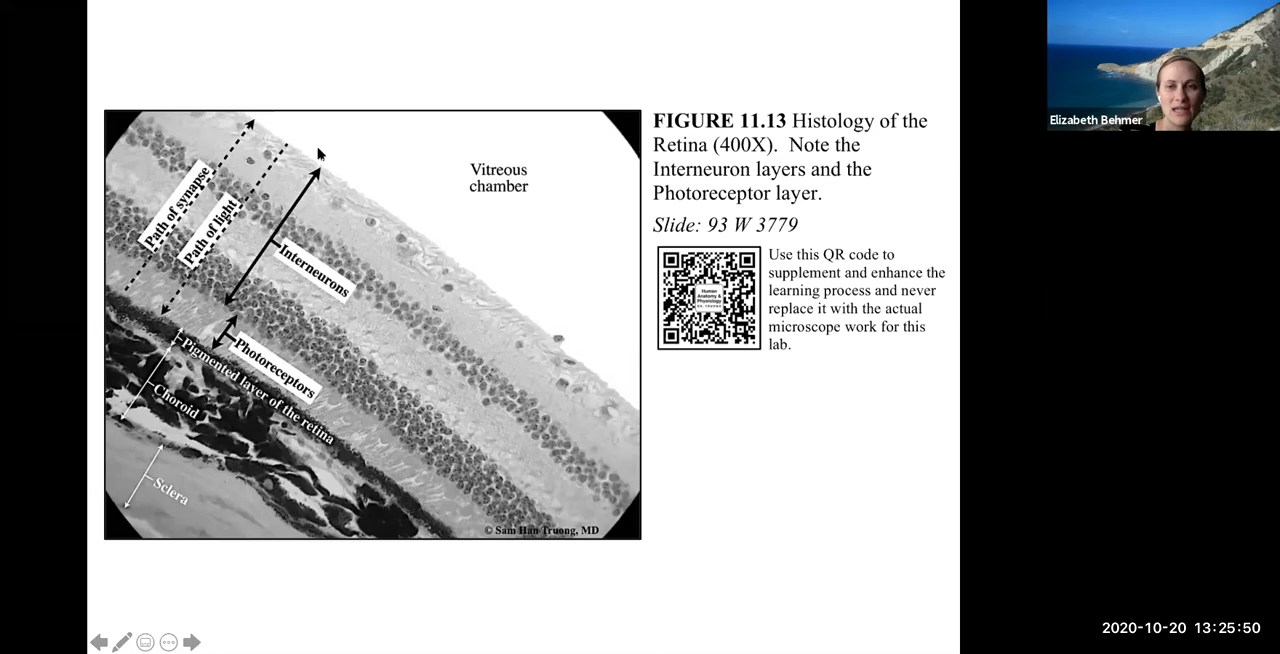 Path of synapse
Path of light
Interneurons
Photoreceptors
Pigmented layer of the retina
Choroid
Sclera
Vitreous
chamber
© Sam Han Truong, MD
FIGURE 11.13 Histology of the
Retina (400X). Note the
Interneuron layers and the
Photoreceptor layer.
Slide: 93 W 3779
Human
Anatomy &
Physiology
Use this QR code to
supplement and enhance the
learning process and never
replace it with the actual
microscope work for this
lab.
Elizabeth Behmer
2020-10-20 13:25:50